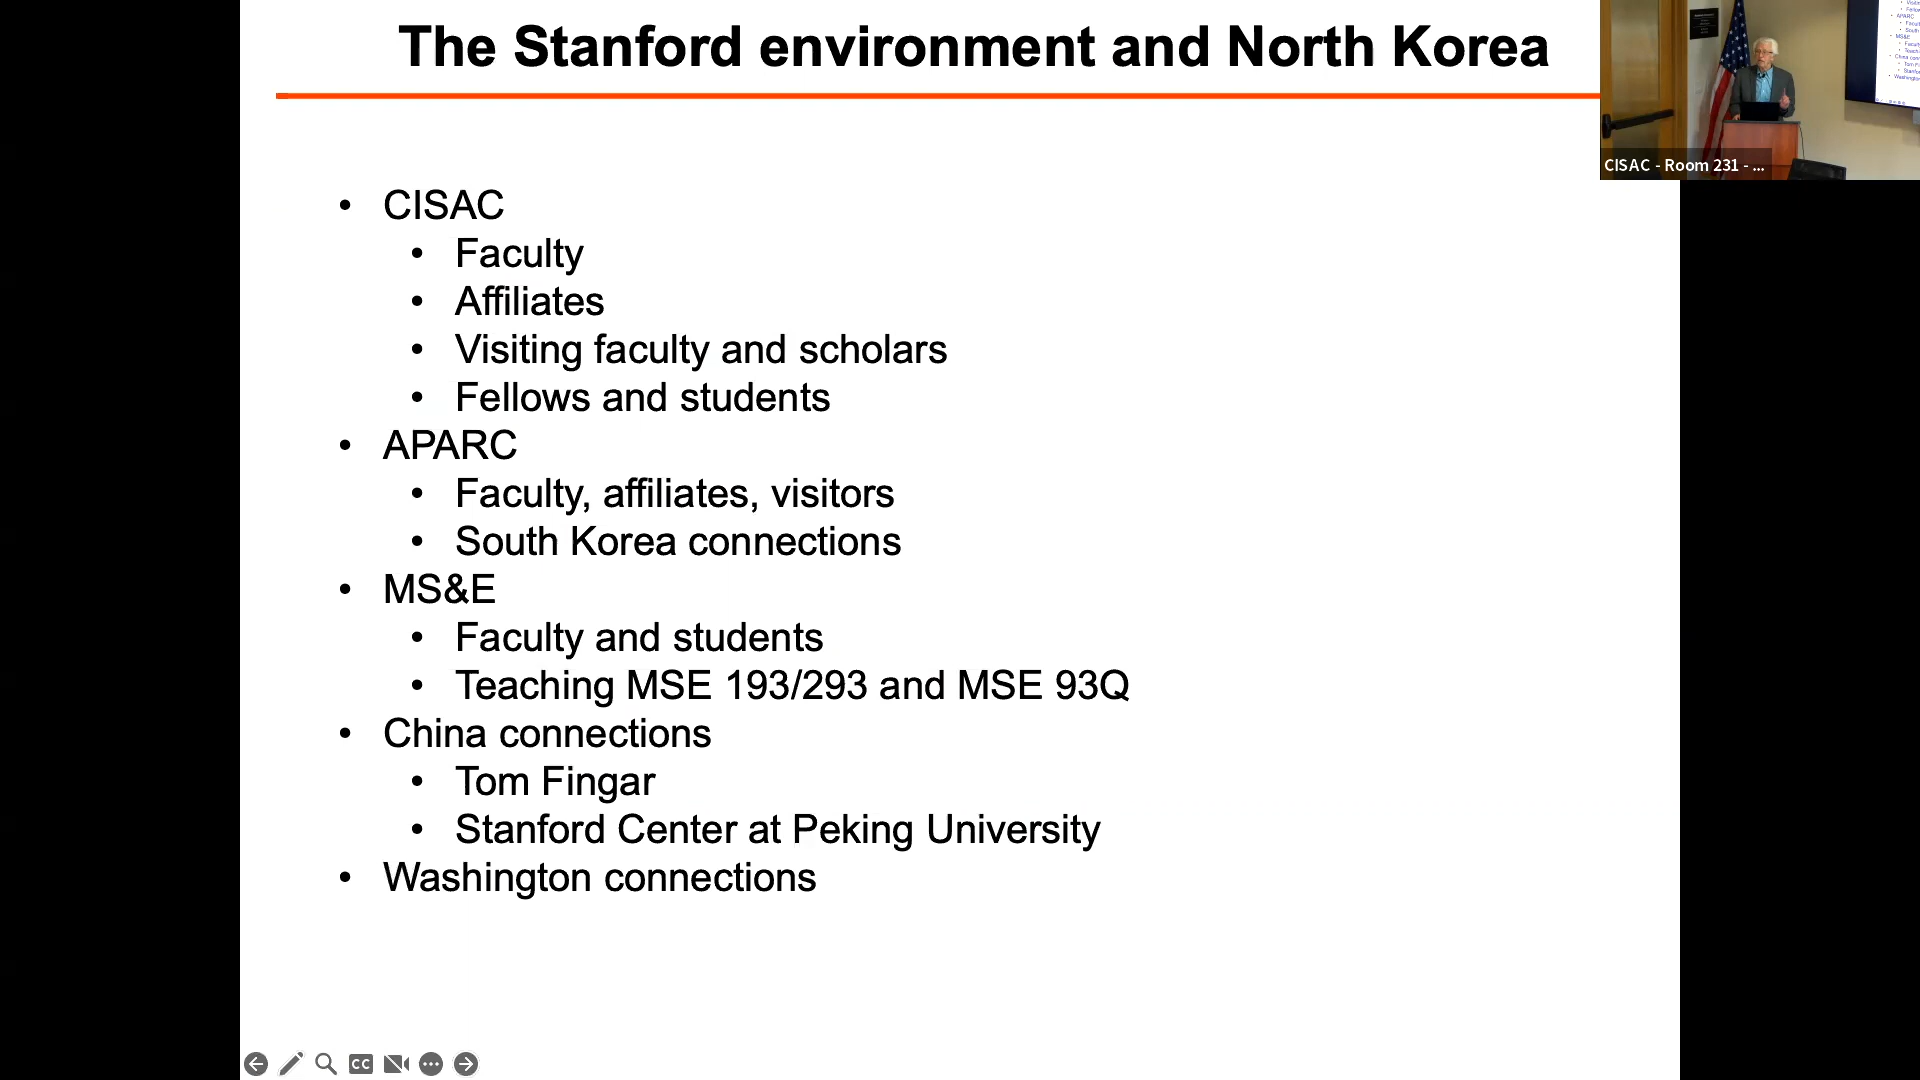 The Stanford environment and North Korea
CISAC - Room 231 - ...
• CISAC
• Faculty
• Affiliates
• Visiting faculty and scholars
• Fellows and students
• APARC
• Faculty, affiliates, visitors
• South Korea connections
• MS&E
• Faculty and students
• Teaching MSE 193/293 and MSE 93Q
• China connections
• Tom Fingar
• Stanford Center at Peking University
• Washington connections
CC